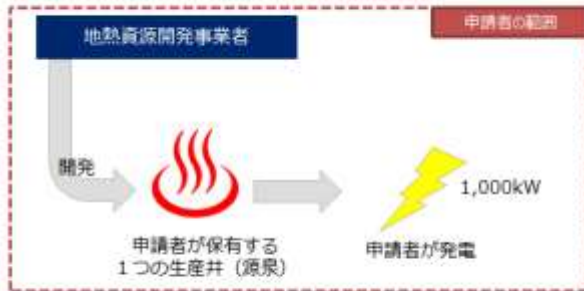 申請者の範囲
地熱資源開発事業者
開発
1,000kW
申請者が保有する
１つの生産井（源泉）
申請者が発電